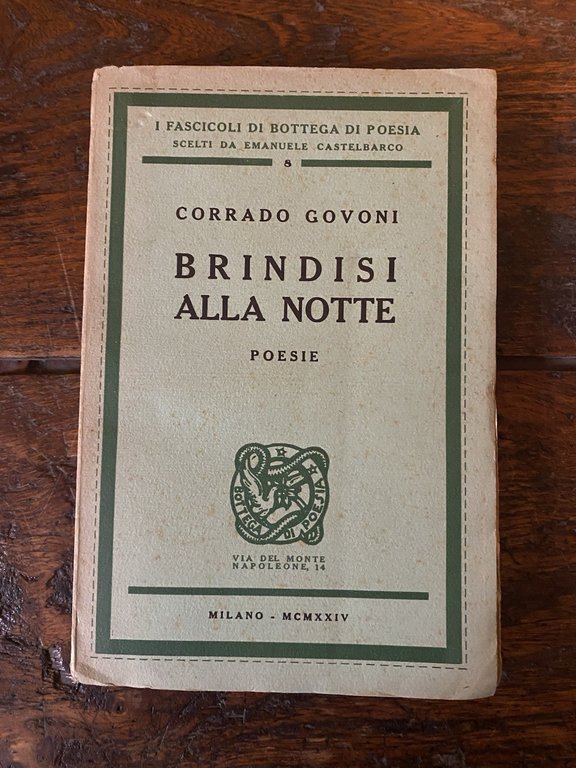 I FASCICOLI DI BOTTEGA DI POESIA
SCELTI DA EMANUELE CASTELBARCO
8
CORRADO GOVONI
BRINDISI
ALLA NOTTE
POESIE
BOTTEGA DI POESIA
VIA DEL MONTE
NAPOLEONE, 14
MILANO - MCMXXIV